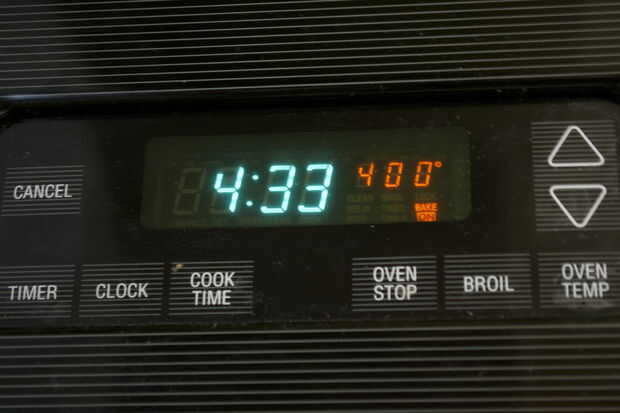 4:33 400°
BAKE
ON
CANCEL
TIMER CLOCK COOK TIME OVEN STOP BROIL OVEN TEMP